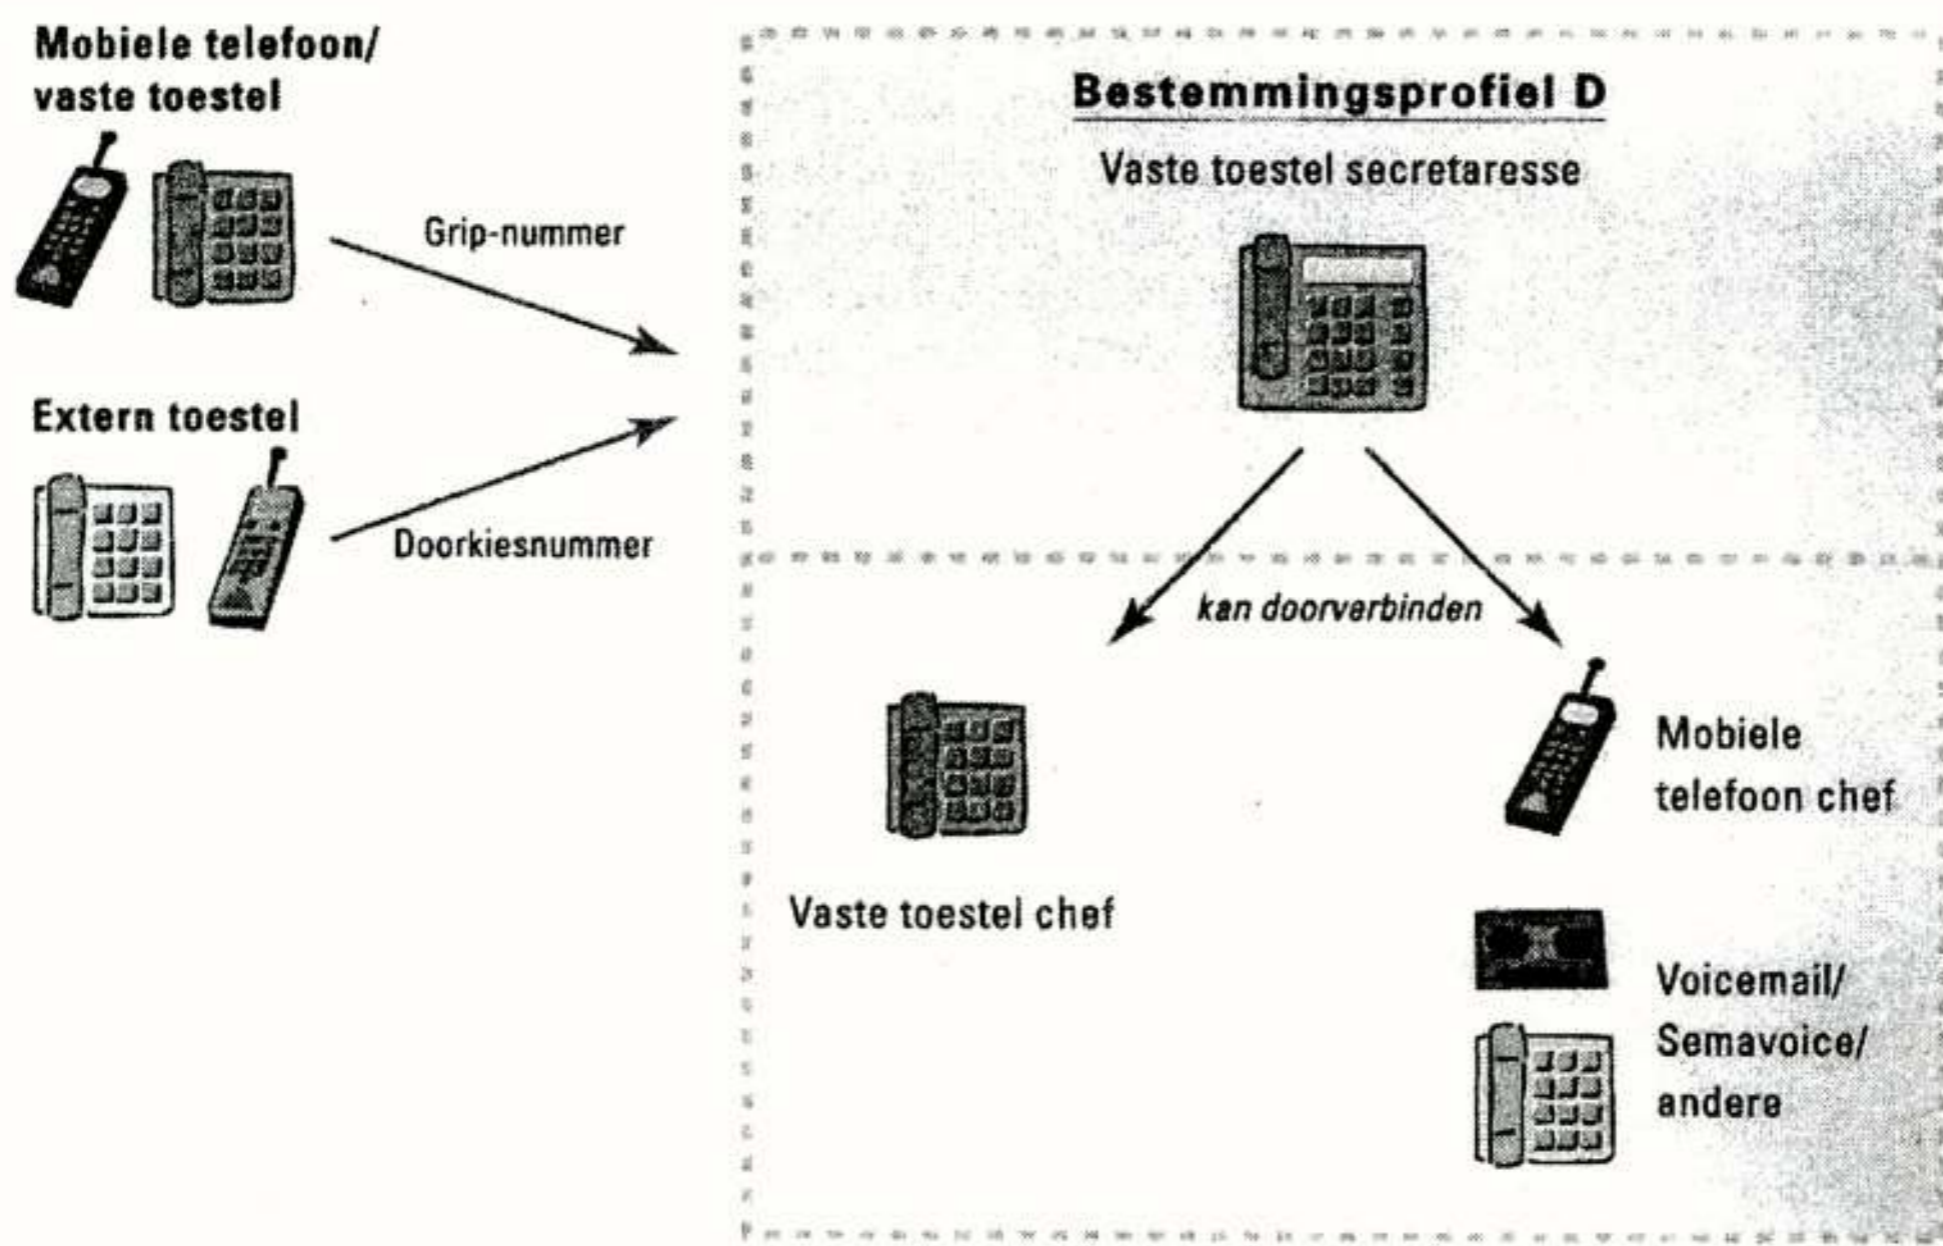 Mobiele telefoon/
vaste toestel
Grip-nummer
Extern toestel
Doorkiesnummer
Bestemmingsprofiel D
Vaste toestel secretaresse
kan doorverbinden
Vaste toestel chef
Mobiele
telefoon chef
Voicemail/
Semavoice/
andere